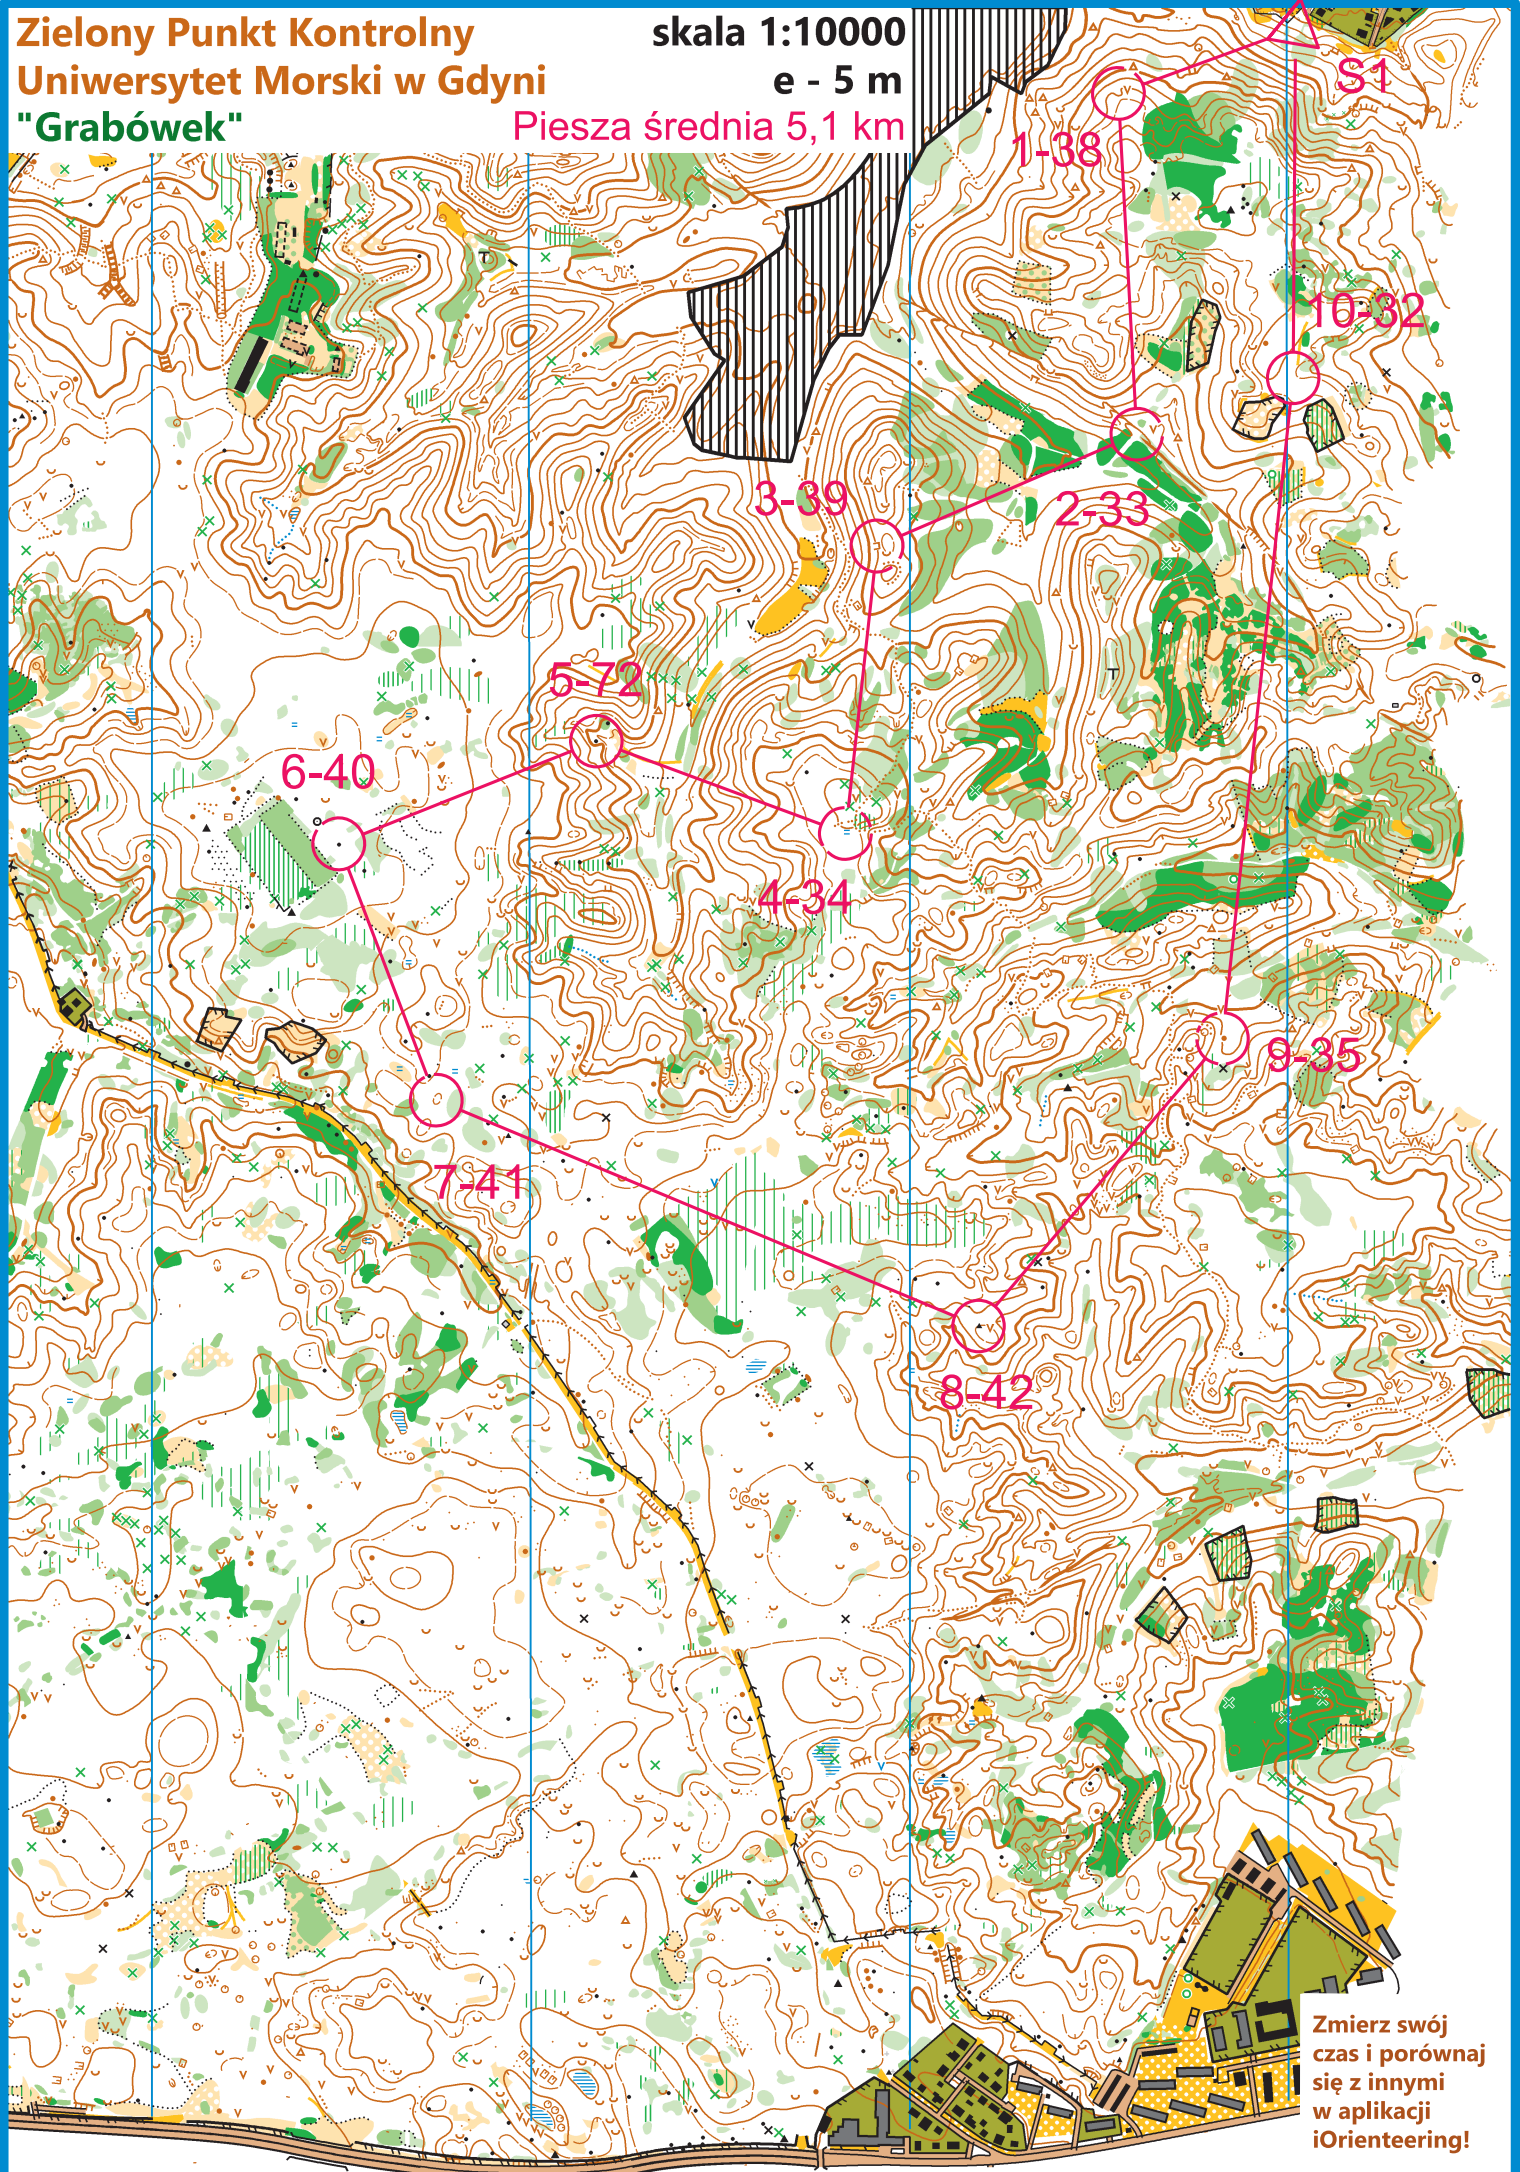 Zielony Punkt Kontrolny
Uniwersytet Morski w Gdyni
"Grabówek"
skala 1:10000
e - 5 m
Piesza średnia 5,1 km
S1
1-38
10-32
3-39
2-33
5-72
6-40
4-34
9-35
7-41
8-42
Zmierz swój
czas i porównaj
się z innymi
w aplikacji
iOrienteering!